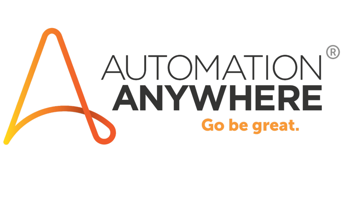 AUTOMATION ®
ANYWHERE
Go be great.